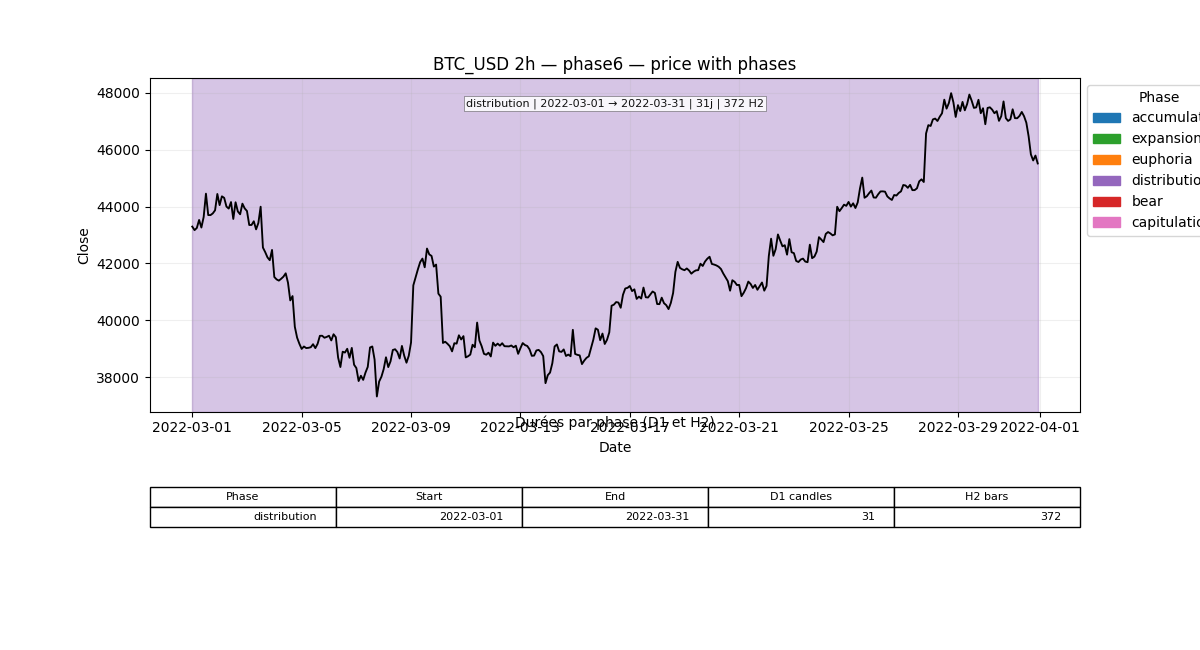 BTC_USD 2h — phase6 — price with phases
distribution | 2022-03-01 → 2022-03-31 | 31j | 372 H2
Close
48000
46000
44000
42000
40000
38000
2022-03-01 2022-03-05 2022-03-09 2022-03-13 2022-03-17 2022-03-21 2022-03-25 2022-03-29 2022-04-01
Durées par phase (D1 et H2)
Date
Phase
accumulat
expansion
euphoria
distributio
bear
capitulatio
Phase Start End D1 candles H2 bars
distribution 2022-03-01 2022-03-31 31 372